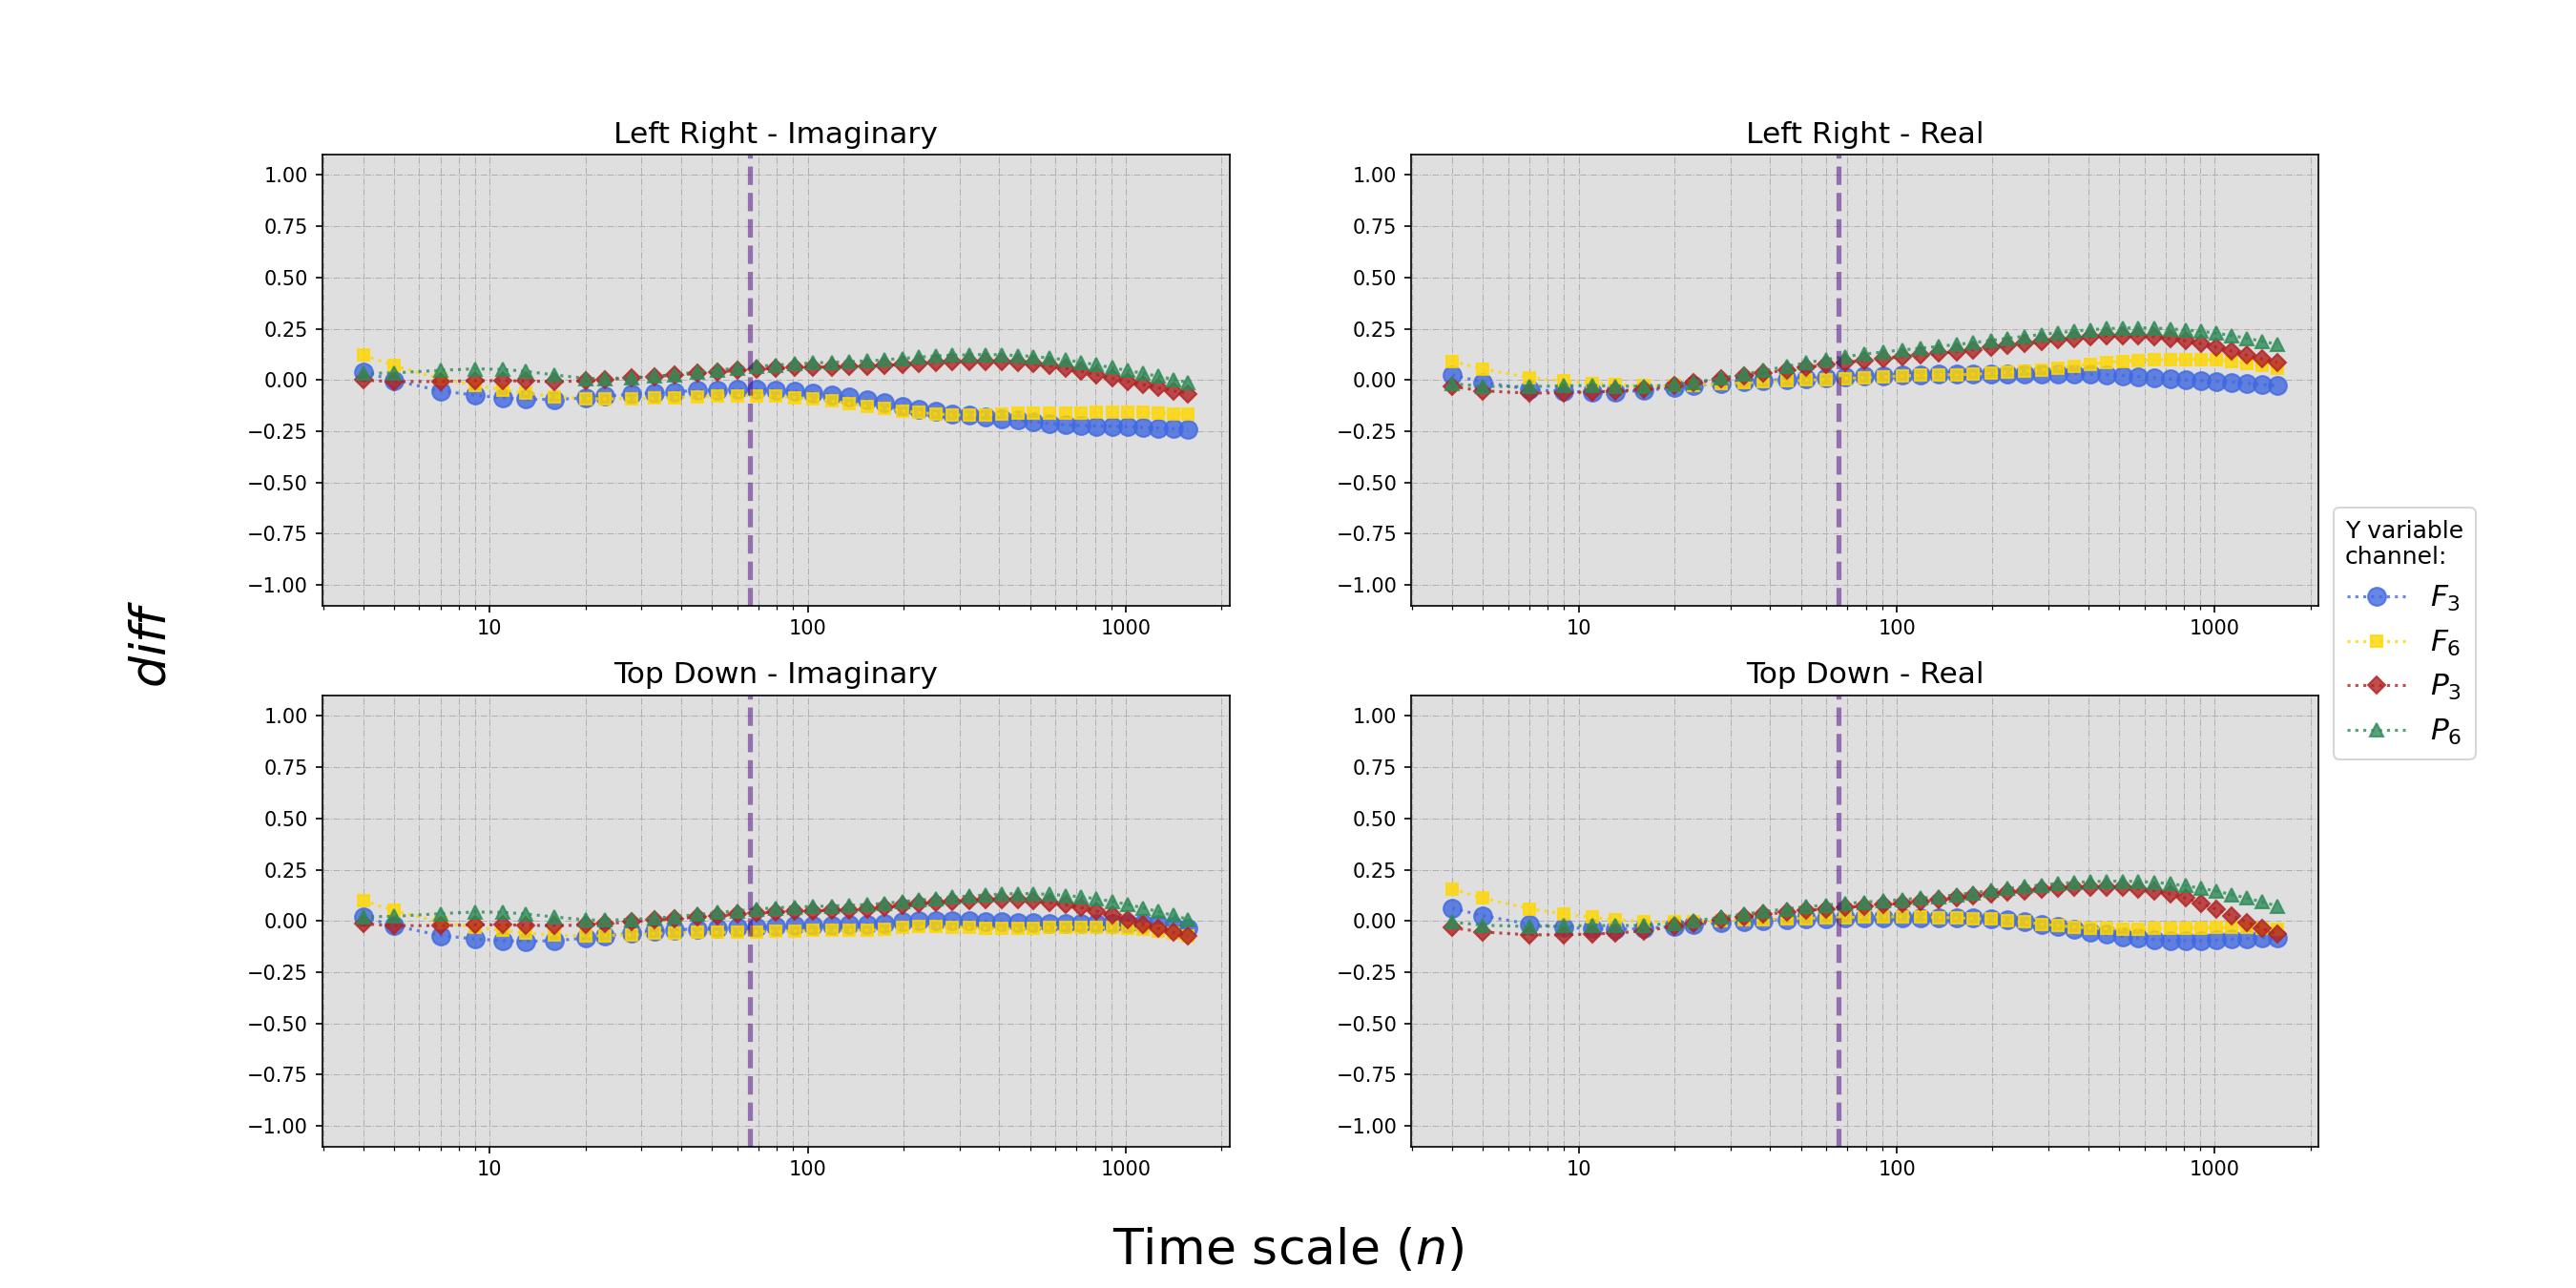 Left Right - Imaginary
1.00
0.75
0.50
0.25
0.00
−0.25
−0.50
−0.75
−1.00
10 100 1000
Left Right - Real
1.00
0.75
0.50
0.25
0.00
−0.25
−0.50
−0.75
−1.00
10 100 1000
diff
Top Down - Imaginary
1.00
0.75
0.50
0.25
0.00
−0.25
−0.50
−0.75
−1.00
10 100 1000
Top Down - Real
1.00
0.75
0.50
0.25
0.00
−0.25
−0.50
−0.75
−1.00
10 100 1000
Y variable
channel:
F3
F6
P3
P6
Time scale (n)